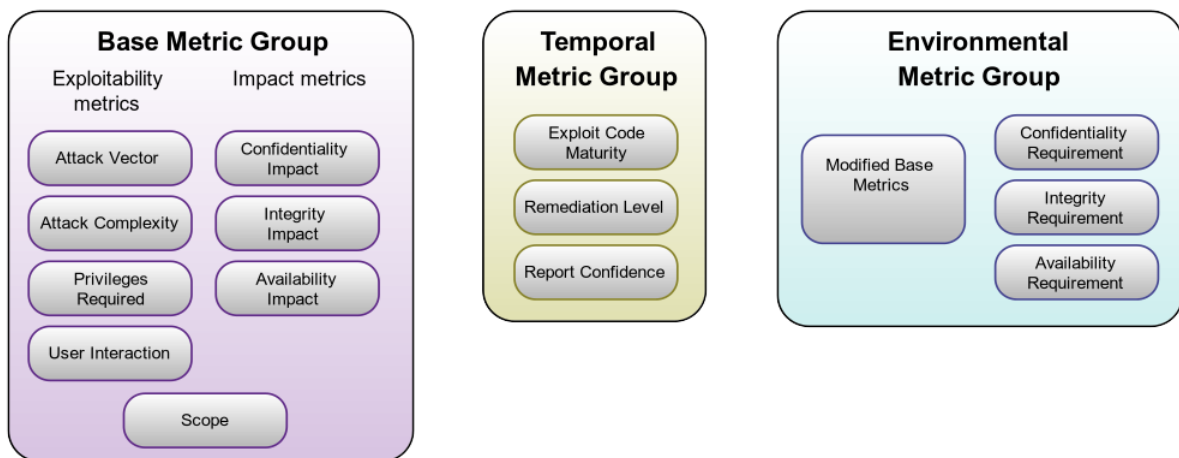 Base Metric Group
Exploitability
metrics
Impact metrics
Attack Vector
Attack Complexity
Privileges
Required
User Interaction
Confidentiality
Impact
Integrity
Impact
Availability
Impact
Scope
Temporal
Metric Group
Exploit Code
Maturity
Remediation Level
Report Confidence
Environmental
Metric Group
Modified Base
Metrics
Confidentiality
Requirement
Integrity
Requirement
Availability
Requirement